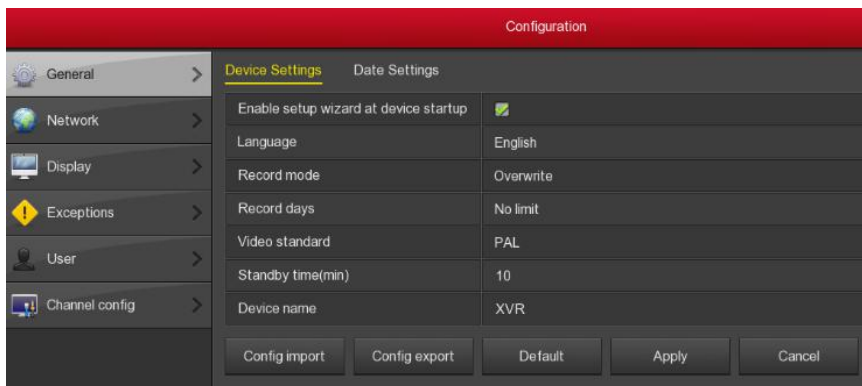 Configuration
General
Network
Display
Exceptions
User
Channel config
Device Settings Date Settings
Enable setup wizard at device startup
Language English
Record mode Overwrite
Record days No limit
Video standard PAL
Standby time(min) 10
Device name XVR
Config import Config export Default Apply Cancel